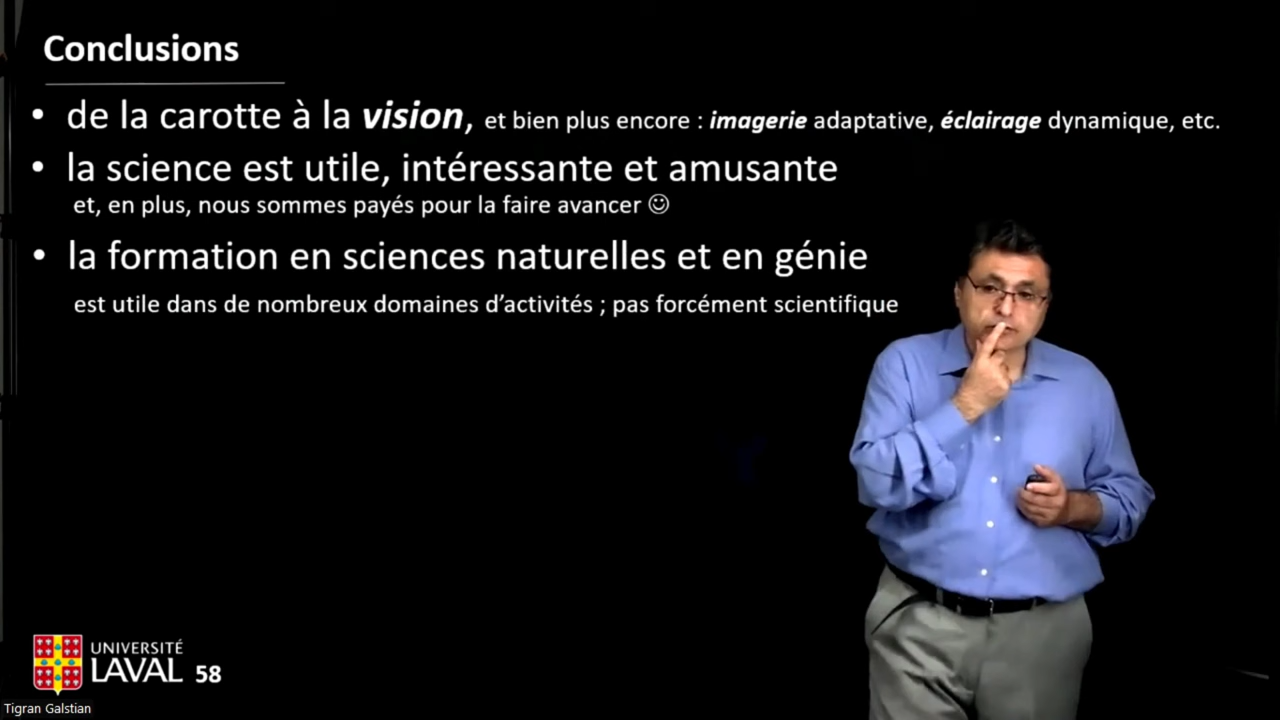 Conclusions
• de la carotte à la vision, et bien plus encore : imagerie adaptative, éclairage dynamique, etc.
• la science est utile, intéressante et amusante
et, en plus, nous sommes payés pour la faire avancer ☺
• la formation en sciences naturelles et en génie
est utile dans de nombreux domaines d’activités ; pas forcément scientifique
UNIVERSITÉ
LAVAL 58
Tigran Galstian